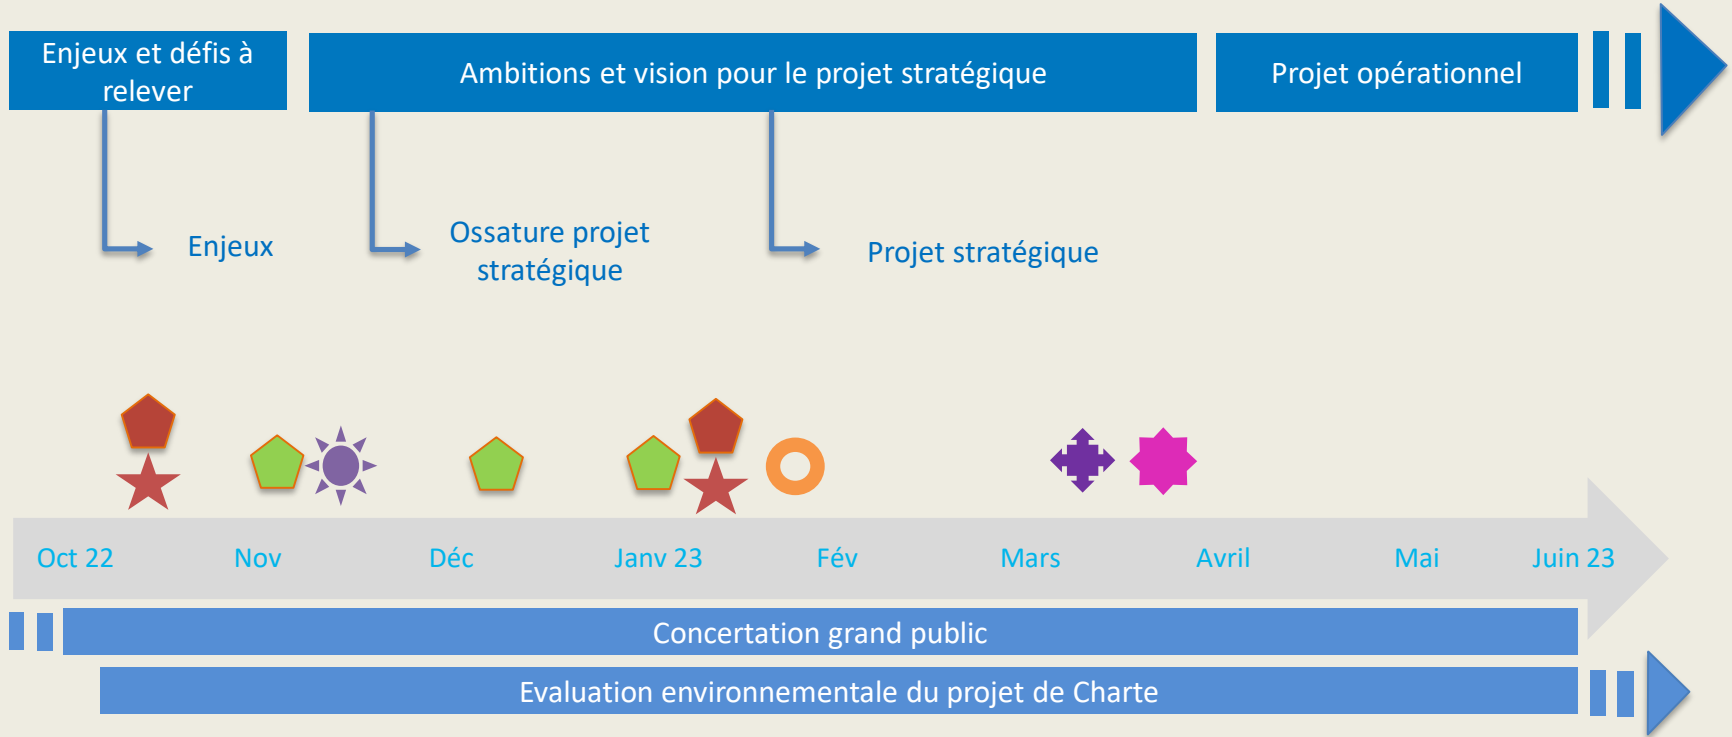 Enjeux et défis à
relever
Ambitions et vision pour le projet stratégique
Projet opérationnel
Enjeux
Ossature projet
stratégique
Projet stratégique
Oct 22
Nov
Déc
Janv 23
Fév
Mars
Avril
Mai
Juin 23
Concertation grand public
Evaluation environnementale du projet de Charte